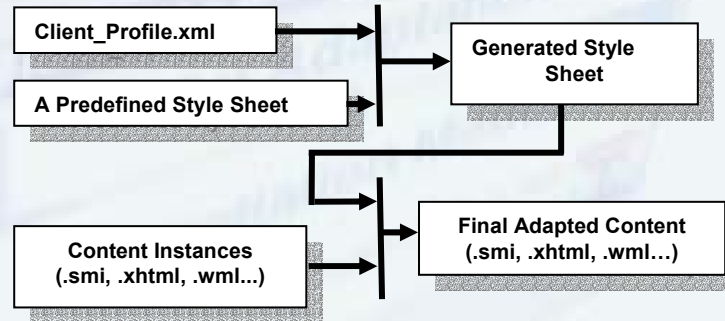 Client_Profile.xml
Generated Style
Sheet
A Predefined Style Sheet
Content Instances
(.smi, .xhtml, .wml...)
Final Adapted Content
(.smi, .xhtml, .wml…)